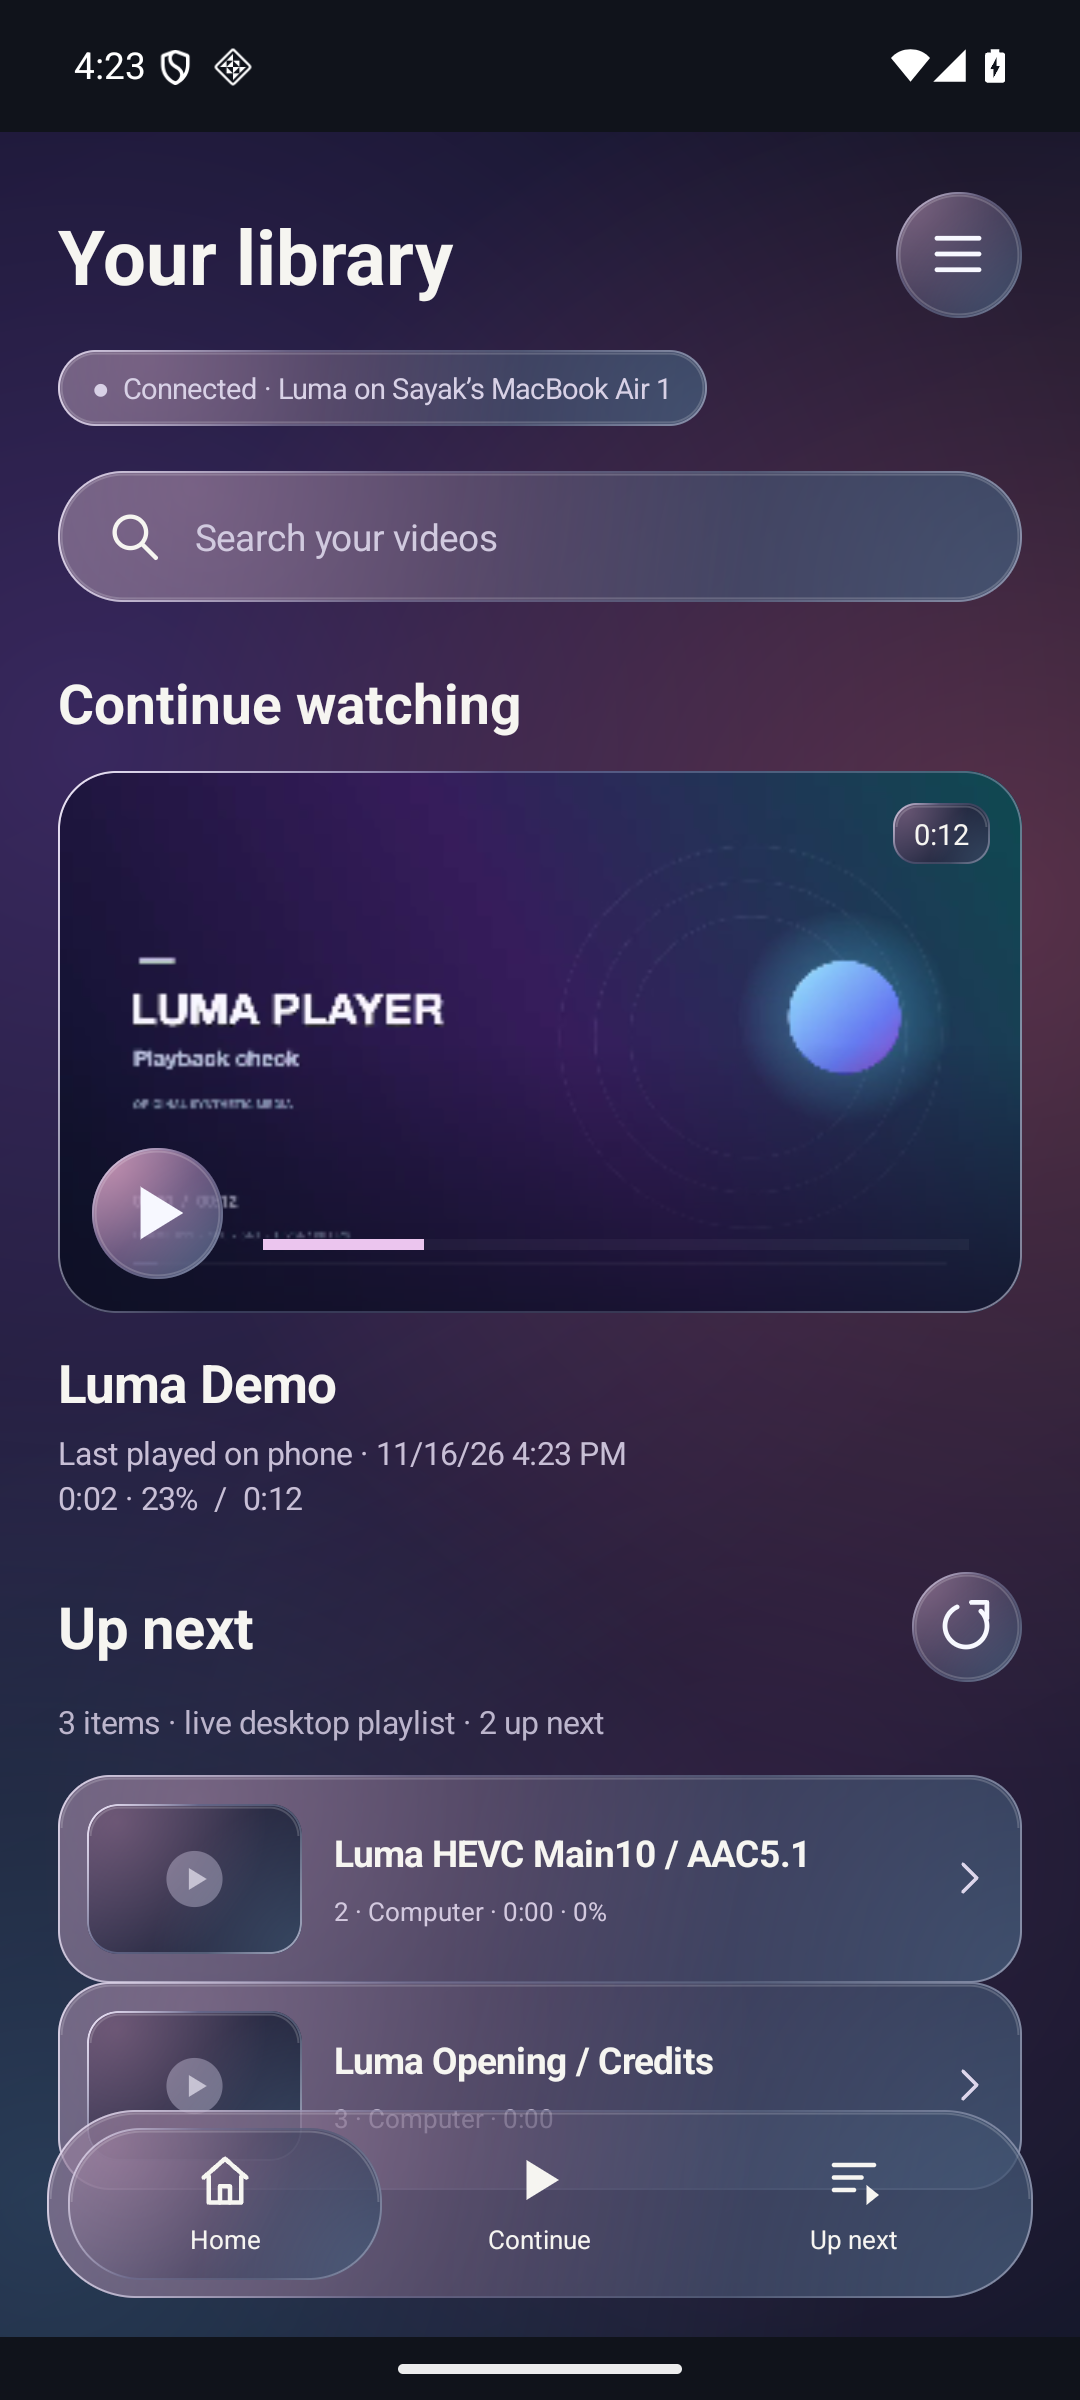 4:23
Your library
Connected · Luma on Sayak’s MacBook Air 1
Search your videos
Continue watching
0:12
LUMA PLAYER
Playback check
Luma Demo
Last played on phone · 11/16/26 4:23 PM
0:02 · 23% / 0:12
Up next
3 items · live desktop playlist · 2 up next
Luma HEVC Main10 / AAC5.1
2 · Computer · 0:00 · 0%
Luma Opening / Credits
3 · Computer · 0:00
Home
Continue
Up next